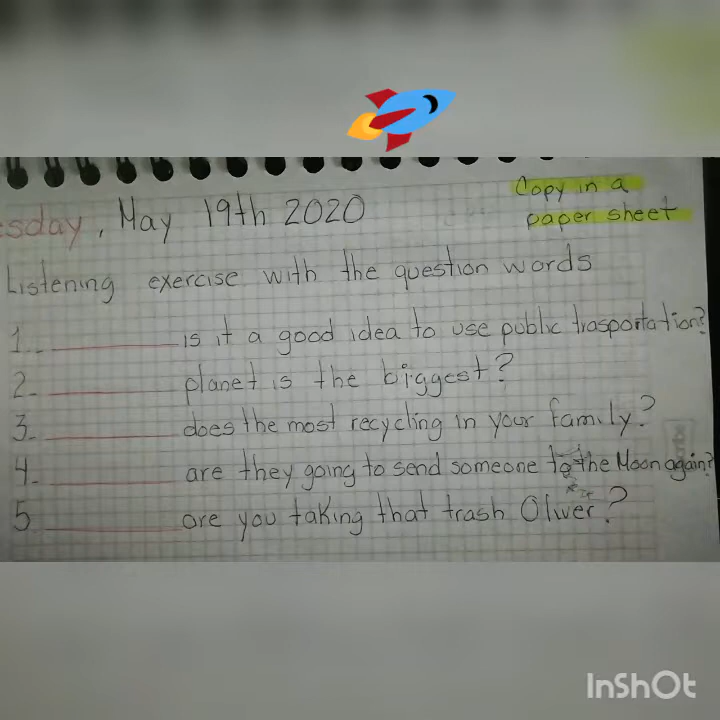 Copy in a
paper sheet
sday, May 19th 2020
Listening exercise with the question words
1.- is it a good idea to use public trasportation?
2.- planet is the biggest?
3.- does the most recycling in your family?
4.- are they going to send someone to the Moon again?
5 are you taking that trash Oliver?
InShOt